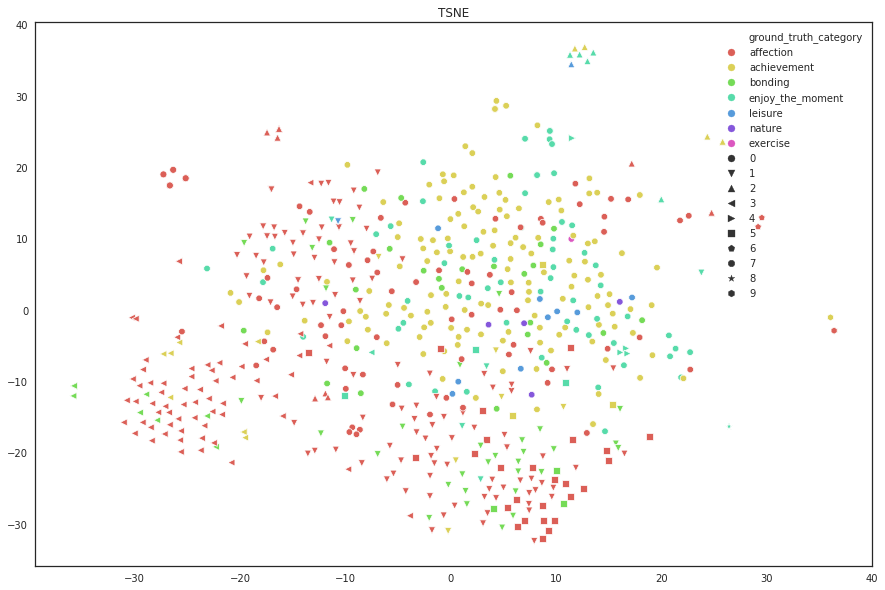 TSNE
40
30
20
10
0
−10
−20
−30
−30
−20
−10
0
10
20
30
40
ground_truth_category
affection
achievement
bonding
enjoy_the_moment
leisure
nature
exercise
0
1
2
3
4
5
6
7
8
9